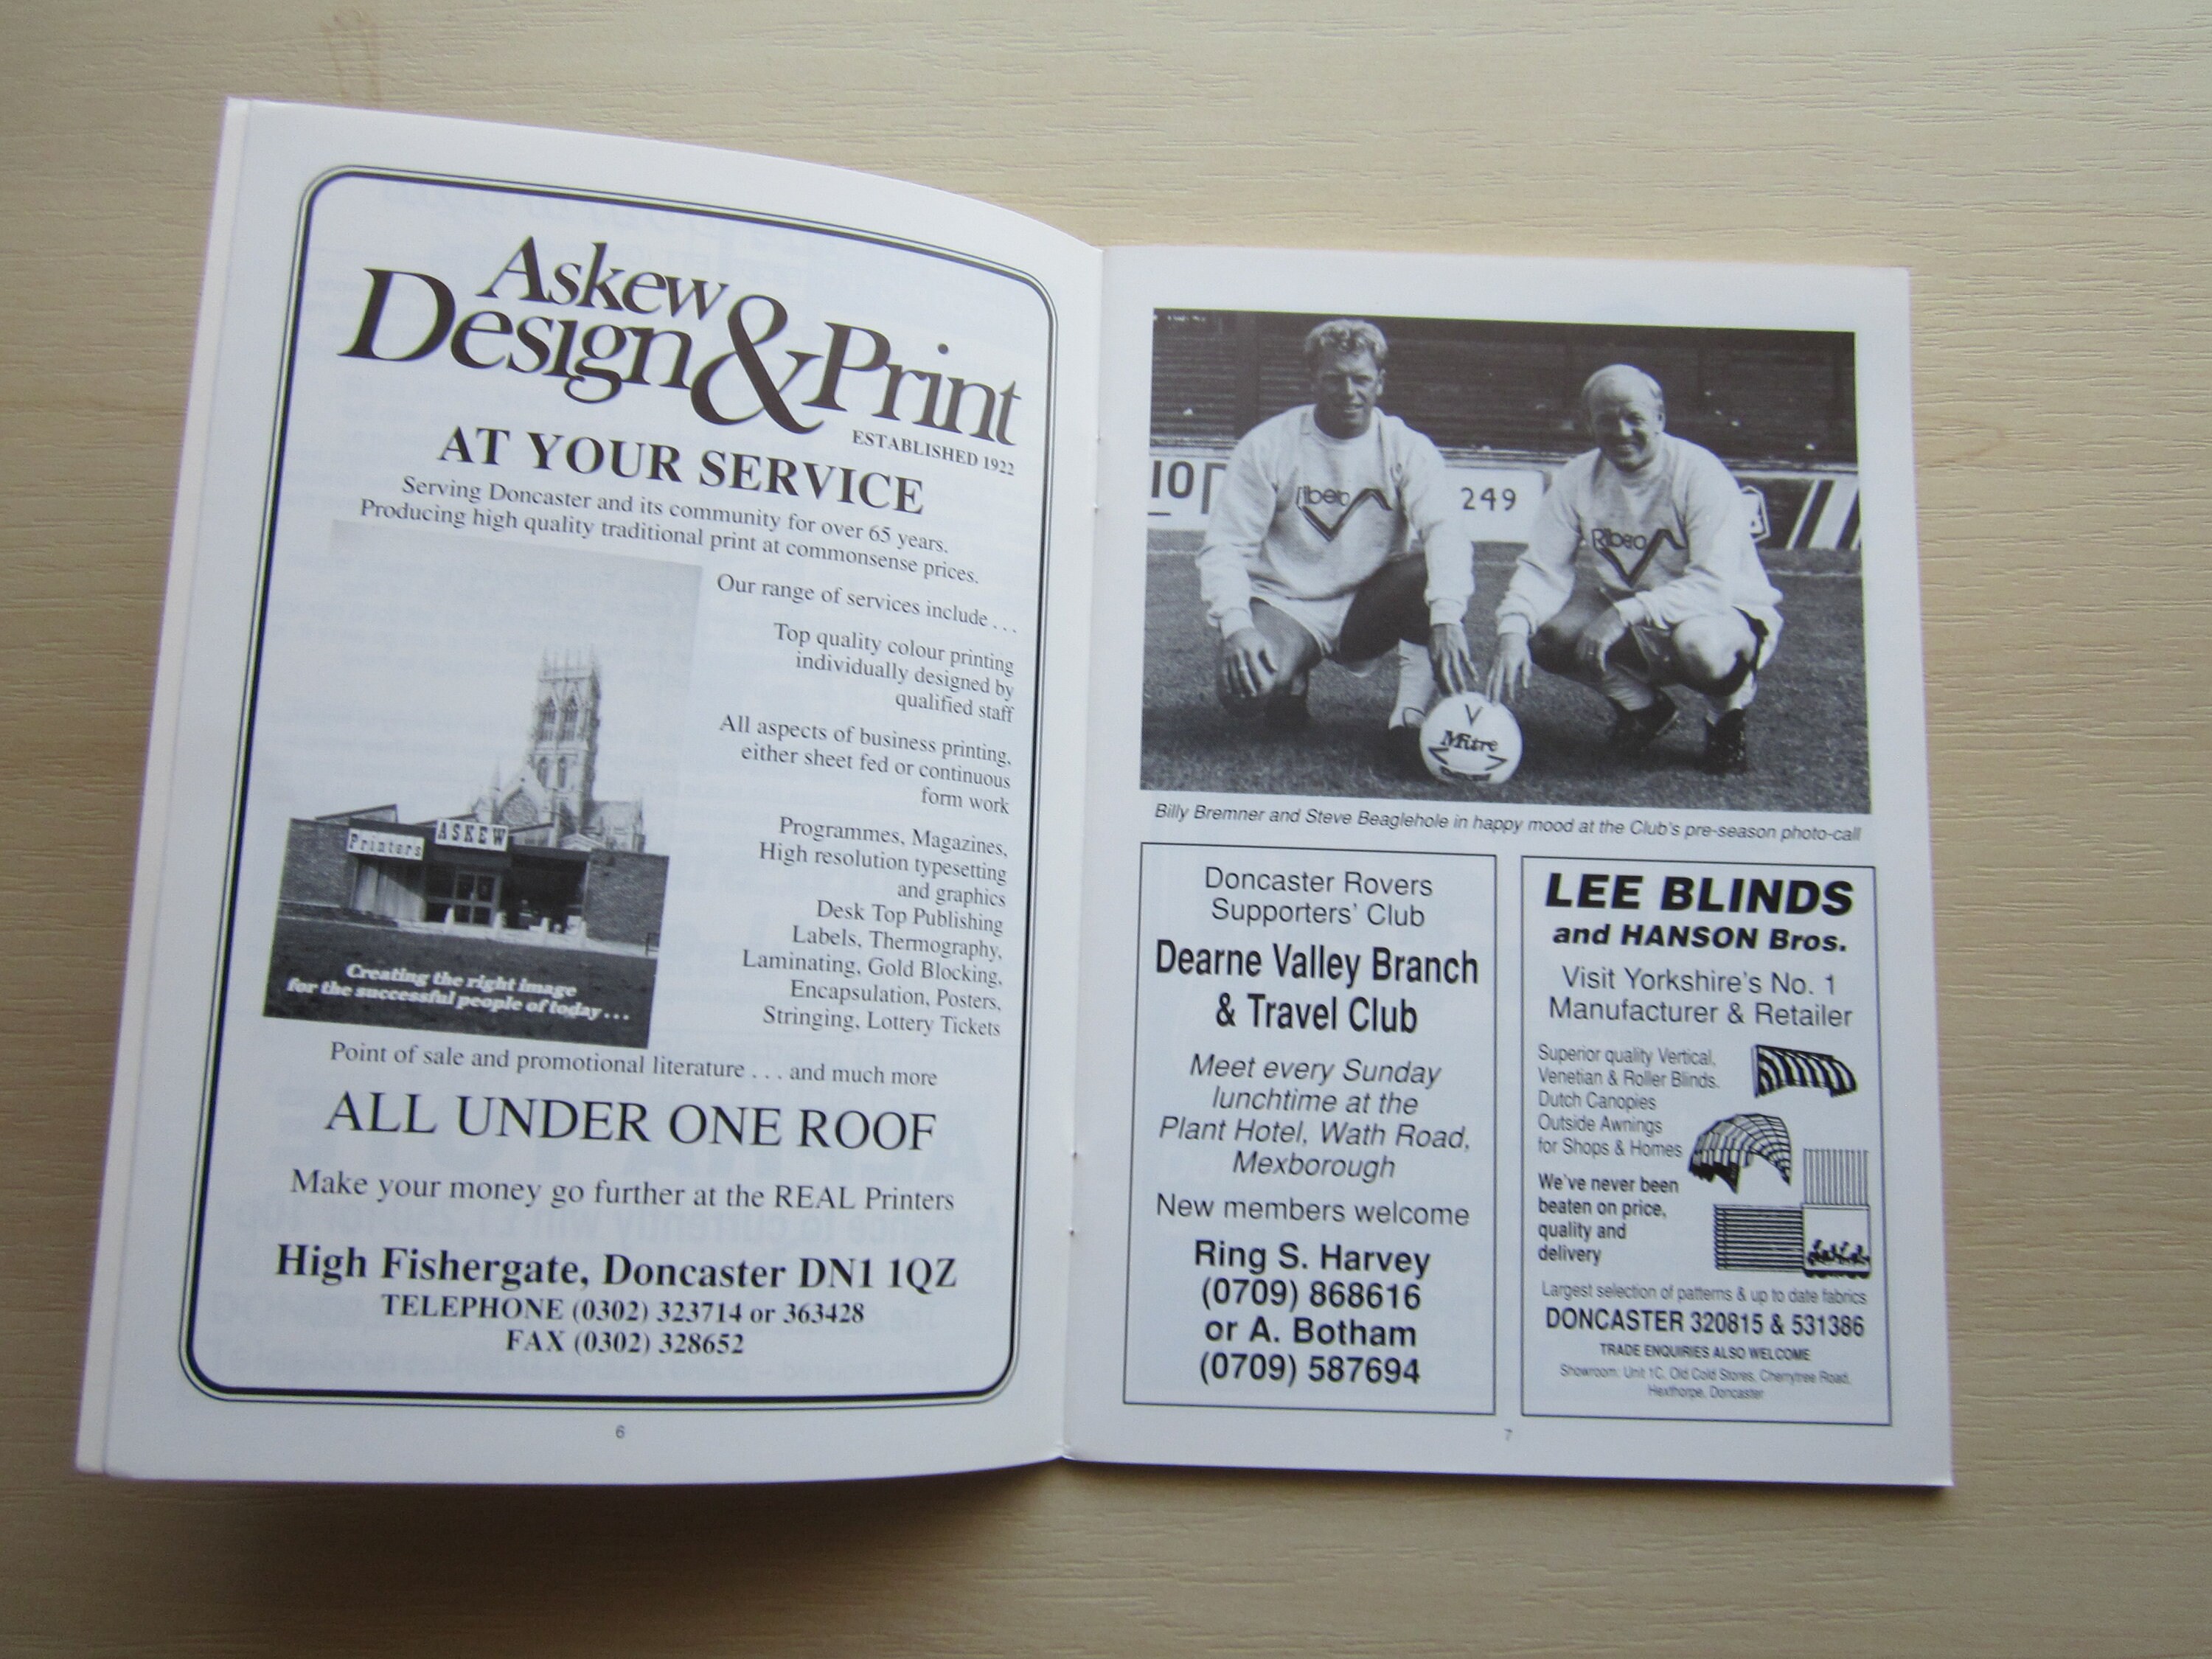 Askew
Design & Print
ESTABLISHED 1922
AT YOUR SERVICE
Serving Doncaster and its community for over 65 years.
Producing high quality traditional print at commonsense prices.
Our range of services include . . .
Top quality colour printing
individually designed by
qualified staff
All aspects of business printing,
either sheet fed or continuous
form work
Programmes, Magazines,
High resolution typesetting
and graphics
Desk Top Publishing
Labels, Thermography,
Laminating, Gold Blocking,
Encapsulation, Posters,
Stringing, Lottery Tickets
Printers
ASKEW
Creating the right image
for the successful people of today . . .
Point of sale and promotional literature . . . and much more
ALL UNDER ONE ROOF
Make your money go further at the REAL Printers
High Fishergate, Doncaster DN1 1QZ
TELEPHONE (0302) 323714 or 363428
FAX (0302) 328652
6
249
Ribero
Ribero
Mitre
Billy Bremner and Steve Beaglehole in happy mood at the Club's pre-season photo-call
Doncaster Rovers
Supporters' Club
Dearne Valley Branch
& Travel Club
Meet every Sunday
lunchtime at the
Plant Hotel, Wath Road,
Mexborough
New members welcome
Ring S. Harvey
(0709) 868616
or A. Botham
(0709) 587694
LEE BLINDS
and HANSON Bros.
Visit Yorkshire's No. 1
Manufacturer & Retailer
Superior quality Vertical,
Venetian & Roller Blinds.
Dutch Canopies
Outside Awnings
for Shops & Homes
We've never been
beaten on price,
quality and
delivery
Largest selection of patterns & up to date fabrics
DONCASTER 320815 & 531386
TRADE ENQUIRIES ALSO WELCOME
Showroom: Unit 1C, Old Cold Stores, Cherrytree Road,
Hexthorpe, Doncaster
7